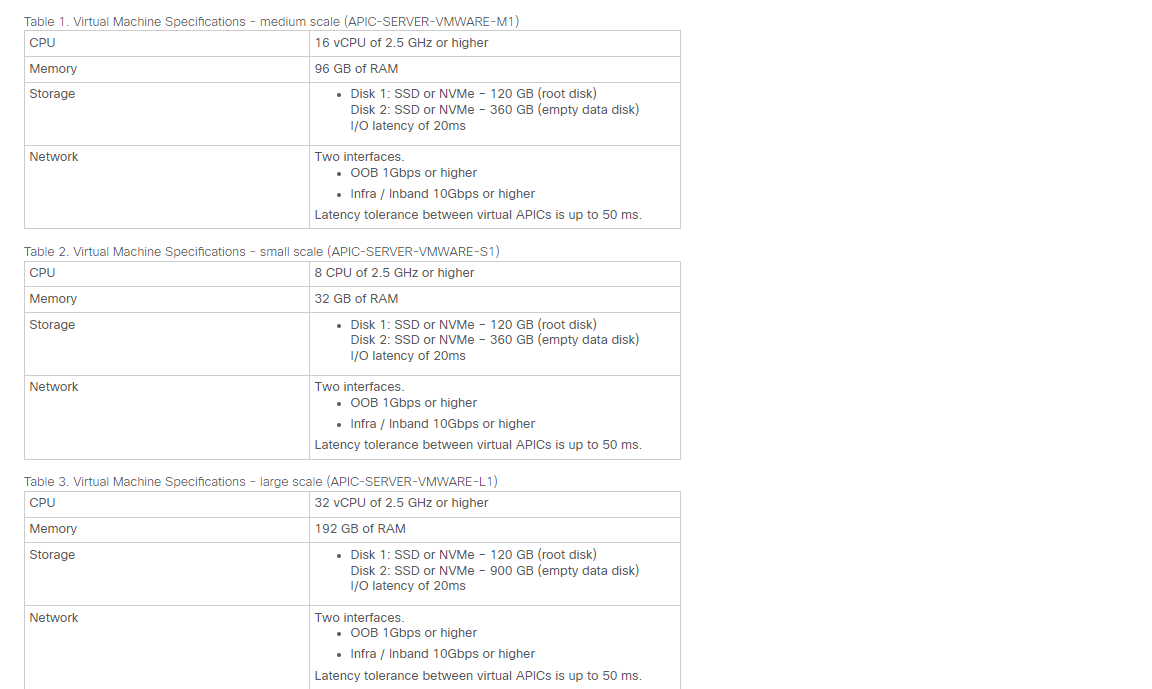 Table 1. Virtual Machine Specifications - medium scale (APIC-SERVER-VMWARE-M1)
CPU
16 vCPU of 2.5 GHz or higher
Memory
96 GB of RAM
Storage
• Disk 1: SSD or NVMe - 120 GB (root disk)
Disk 2: SSD or NVMe - 360 GB (empty data disk)
I/O latency of 20ms
Network
Two interfaces.
• OOB 1Gbps or higher
• Infra / Inband 10Gbps or higher
Latency tolerance between virtual APICs is up to 50 ms.
Table 2. Virtual Machine Specifications - small scale (APIC-SERVER-VMWARE-S1)
CPU
8 CPU of 2.5 GHz or higher
Memory
32 GB of RAM
Storage
• Disk 1: SSD or NVMe - 120 GB (root disk)
Disk 2: SSD or NVMe - 360 GB (empty data disk)
I/O latency of 20ms
Network
Two interfaces.
• OOB 1Gbps or higher
• Infra / Inband 10Gbps or higher
Latency tolerance between virtual APICs is up to 50 ms.
Table 3. Virtual Machine Specifications - large scale (APIC-SERVER-VMWARE-L1)
CPU
32 vCPU of 2.5 GHz or higher
Memory
192 GB of RAM
Storage
• Disk 1: SSD or NVMe - 120 GB (root disk)
Disk 2: SSD or NVMe - 900 GB (empty data disk)
I/O latency of 20ms
Network
Two interfaces.
• OOB 1Gbps or higher
• Infra / Inband 10Gbps or higher
Latency tolerance between virtual APICs is up to 50 ms.